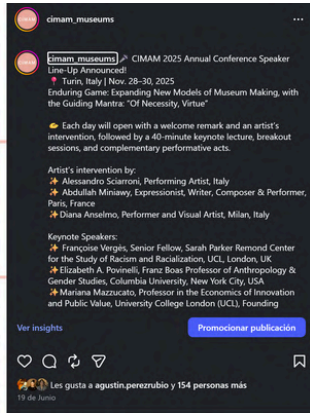 cimam_museums
cimam_museums 🎤 CIMAM 2025 Annual Conference Speaker
Line-Up Announced!
📍 Turin, Italy | Nov. 28–30, 2025
Enduring Game: Expanding New Models of Museum Making, with
the Guiding Mantra: "Of Necessity, Virtue"
Each day will open with a welcome remark and an artist's
intervention, followed by a 40-minute keynote lecture, breakout
sessions, and complementary performative acts.
Artist's intervention by:
✨ Alessandro Sciarroni, Performing Artist, Italy
✨ Abdullah Miniawy, Expressionist, Writer, Composer & Performer,
Paris, France
✨Diana Anselmo, Performer and Visual Artist, Milan, Italy
Keynote Speakers:
✨ Françoise Vergès, Senior Fellow, Sarah Parker Remond Center
for the Study of Racism and Racialization, UCL, London, UK
✨Elizabeth A. Povinelli, Franz Boas Professor of Anthropology &
Gender Studies, Columbia University, New York City, USA
✨ Mariana Mazzucato, Professor in the Economics of Innovation
and Public Value, University College London (UCL), Founding
Ver insights
Promocionar publicación
Les gusta a agustin.perezrubio y 154 personas más
19 de Junio